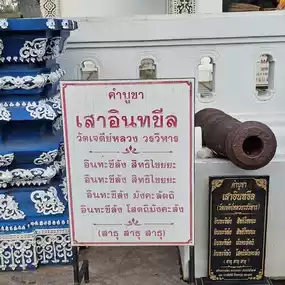 คำบูชา
เสาอินทขีล
วัดเจดีย์หลวง วรวิหาร
อินทะขีลัง สิทธิไชยยะ
อินทะขีลัง สิทธิไชยยะ
อินทะขีลัง มังคะลัตถิ
อินทะขีลัง โสตถิมังคะลัง
(สาธุ สาธุ สาธุ)
คำบูชา
เสาอินทขีล